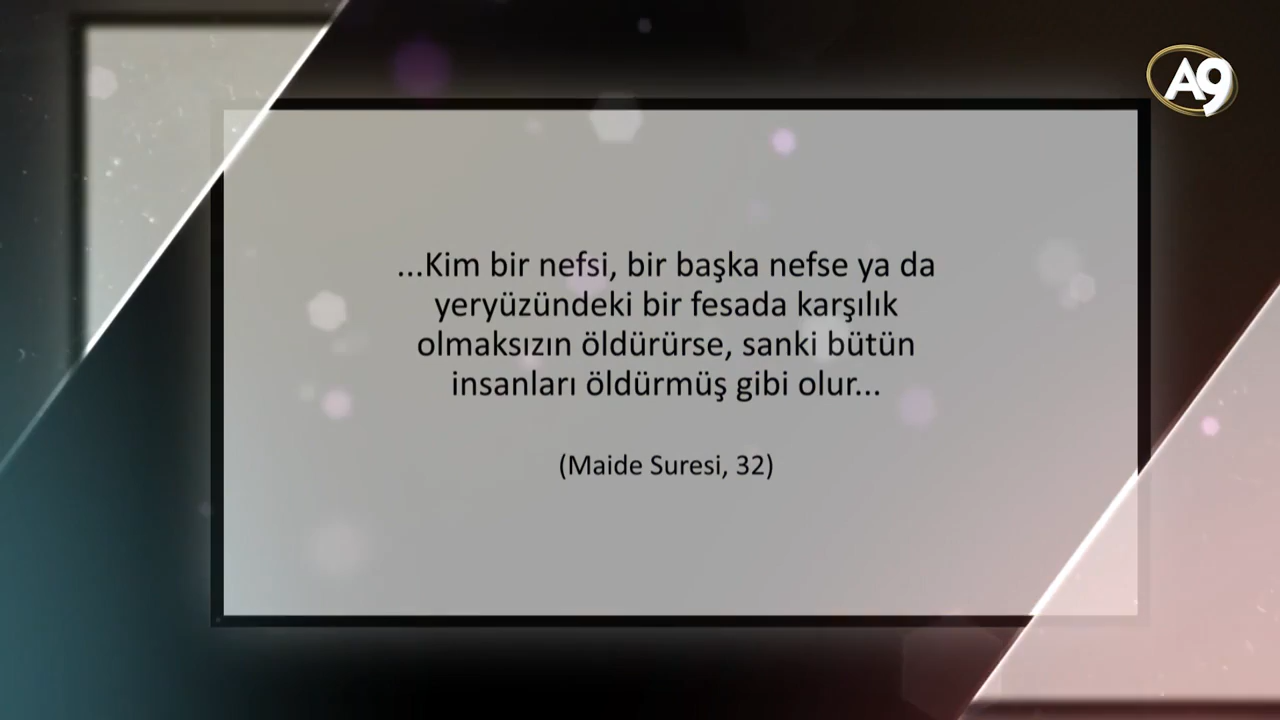 A9
...Kim bir nefsi, bir başka nefse ya da
yeryüzündeki bir fesada karşılık
olmaksızın öldürürse, sanki bütün
insanları öldürmüş gibi olur...
(Maide Suresi, 32)